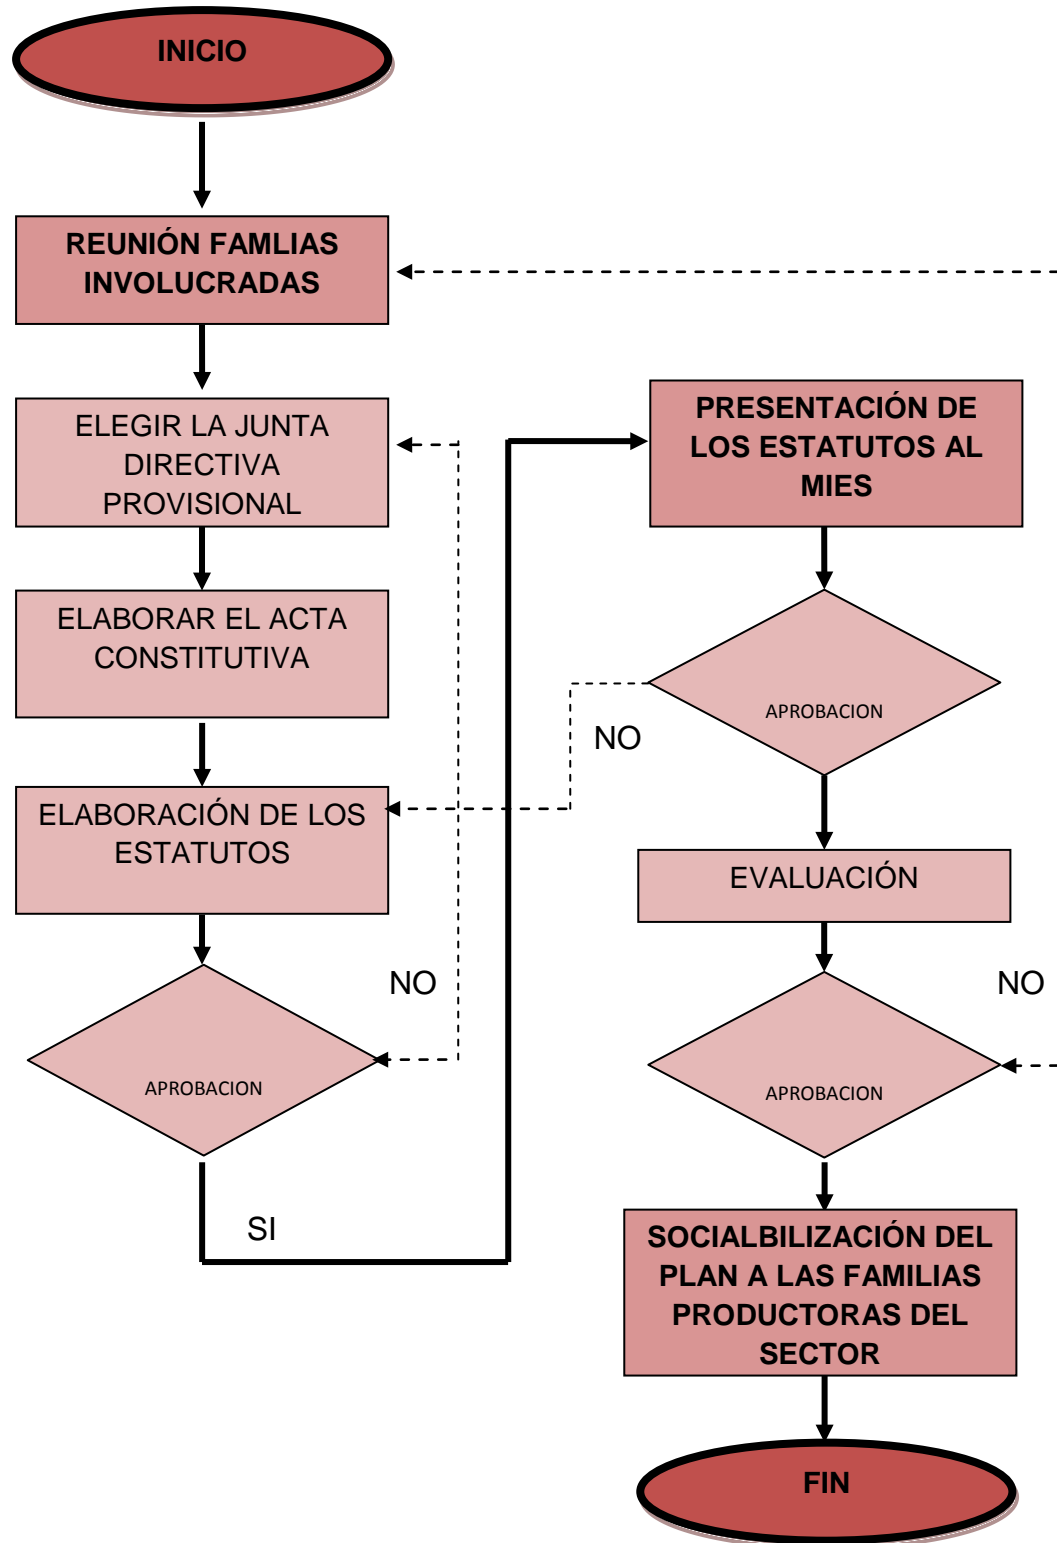 INICIO
REUNIÓN FAMLIAS
INVOLUCRADAS
ELEGIR LA JUNTA
DIRECTIVA
PROVISIONAL
ELABORAR EL ACTA
CONSTITUTIVA
ELABORACIÓN DE LOS
ESTATUTOS
NO
APROBACION
SI
PRESENTACIÓN DE
LOS ESTATUTOS AL
MIES
APROBACION
NO
EVALUACIÓN
NO
APROBACION
SOCIALBILIZACIÓN DEL
PLAN A LAS FAMILIAS
PRODUCTORAS DEL
SECTOR
FIN